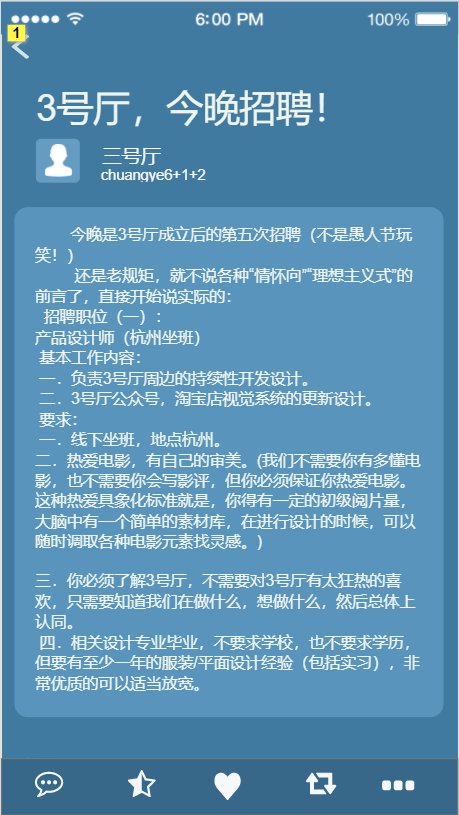 6:00 PM
100%
1
3号厅，今晚招聘！
三号厅
chuangye6+1+2
今晚是3号厅成立后的第五次招聘（不是愚人节玩
笑！）
还是老规矩，就不说各种“情怀向”“理想主义式”的
前言了，直接开始说实际的：
招聘职位（一）：
产品设计师（杭州坐班）
基本工作内容：
一．负责3号厅周边的持续性开发设计。
二．3号厅公众号，淘宝店视觉系统的更新设计。
要求：
一．线下坐班，地点杭州。
二．热爱电影，有自己的审美。(我们不需要你有多懂电
影，也不需要你会写影评，但你必须保证你热爱电影。
这种热爱具象化标准就是，你得有一定的初级阅片量，
大脑中有一个简单的素材库，在进行设计的时候，可以
随时调取各种电影元素找灵感。)
三．你必须了解3号厅，不需要对3号厅有太狂热的喜
欢，只需要知道我们在做什么，想做什么，然后总体上
认同。
四．相关设计专业毕业，不要求学校，也不要求学历，
但要有至少一年的服装/平面设计经验（包括实习），非
常优质的可以适当放宽。